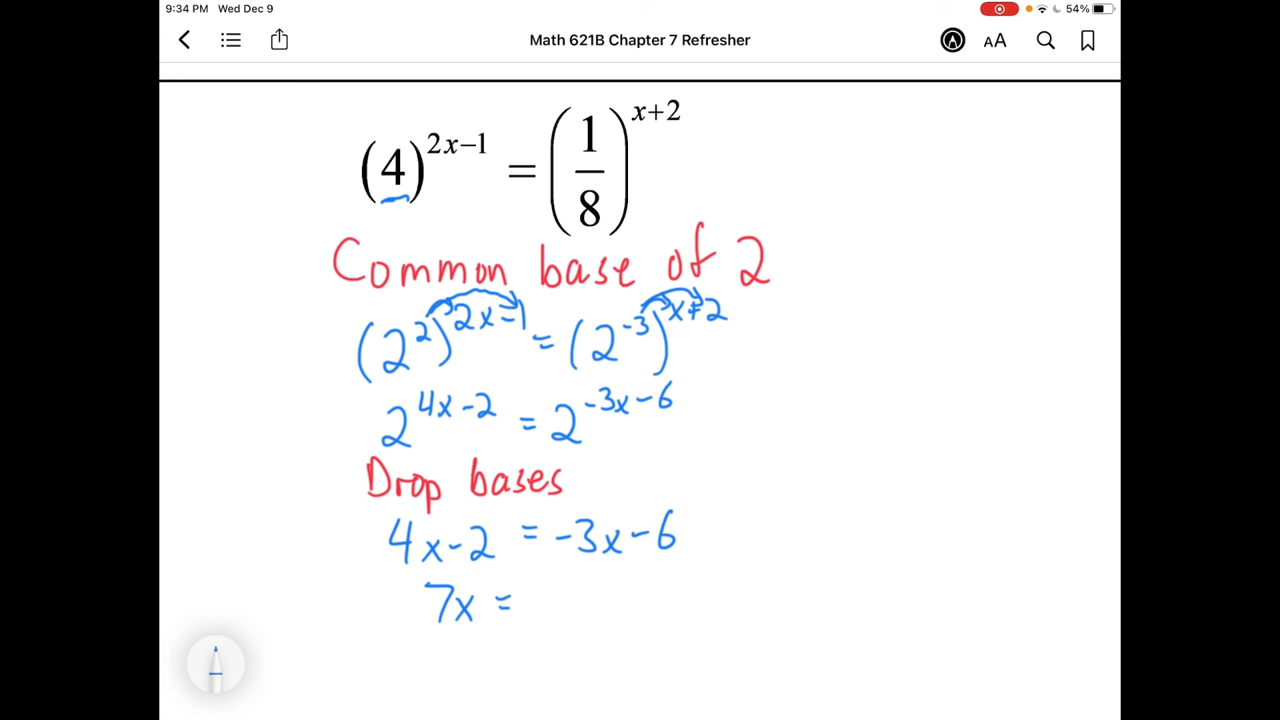 9:34 PM Wed Dec 9 54%
Math 621B Chapter 7 Refresher
AA
(4)^{2x−1} = (1/8)^{x+2}
Common base of 2
(2^2)^{2x−1} = (2^{-3})^{x+2}
2^{4x−2} = 2^{-3x−6}
Drop bases
4x−2 = -3x−6
7x =